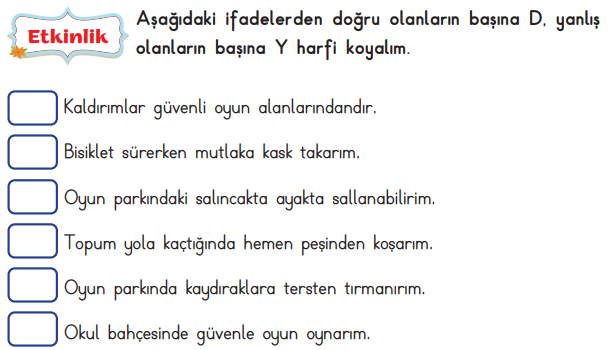 Etkinlik
Aşağıdaki ifadelerden doğru olanların başına D, yanlış
olanların başına Y harfi koyalım.
Kaldırımlar güvenli oyun alanlarındandır.
Bisiklet sürerken mutlaka kask takarım.
Oyun parkındaki salıncakta ayakta sallanabilirim.
Topum yola kaçtığında hemen peşinden koşarım.
Oyun parkında kaydıraklara tersten tırmanırım.
Okul bahçesinde güvenle oyun oynarım.